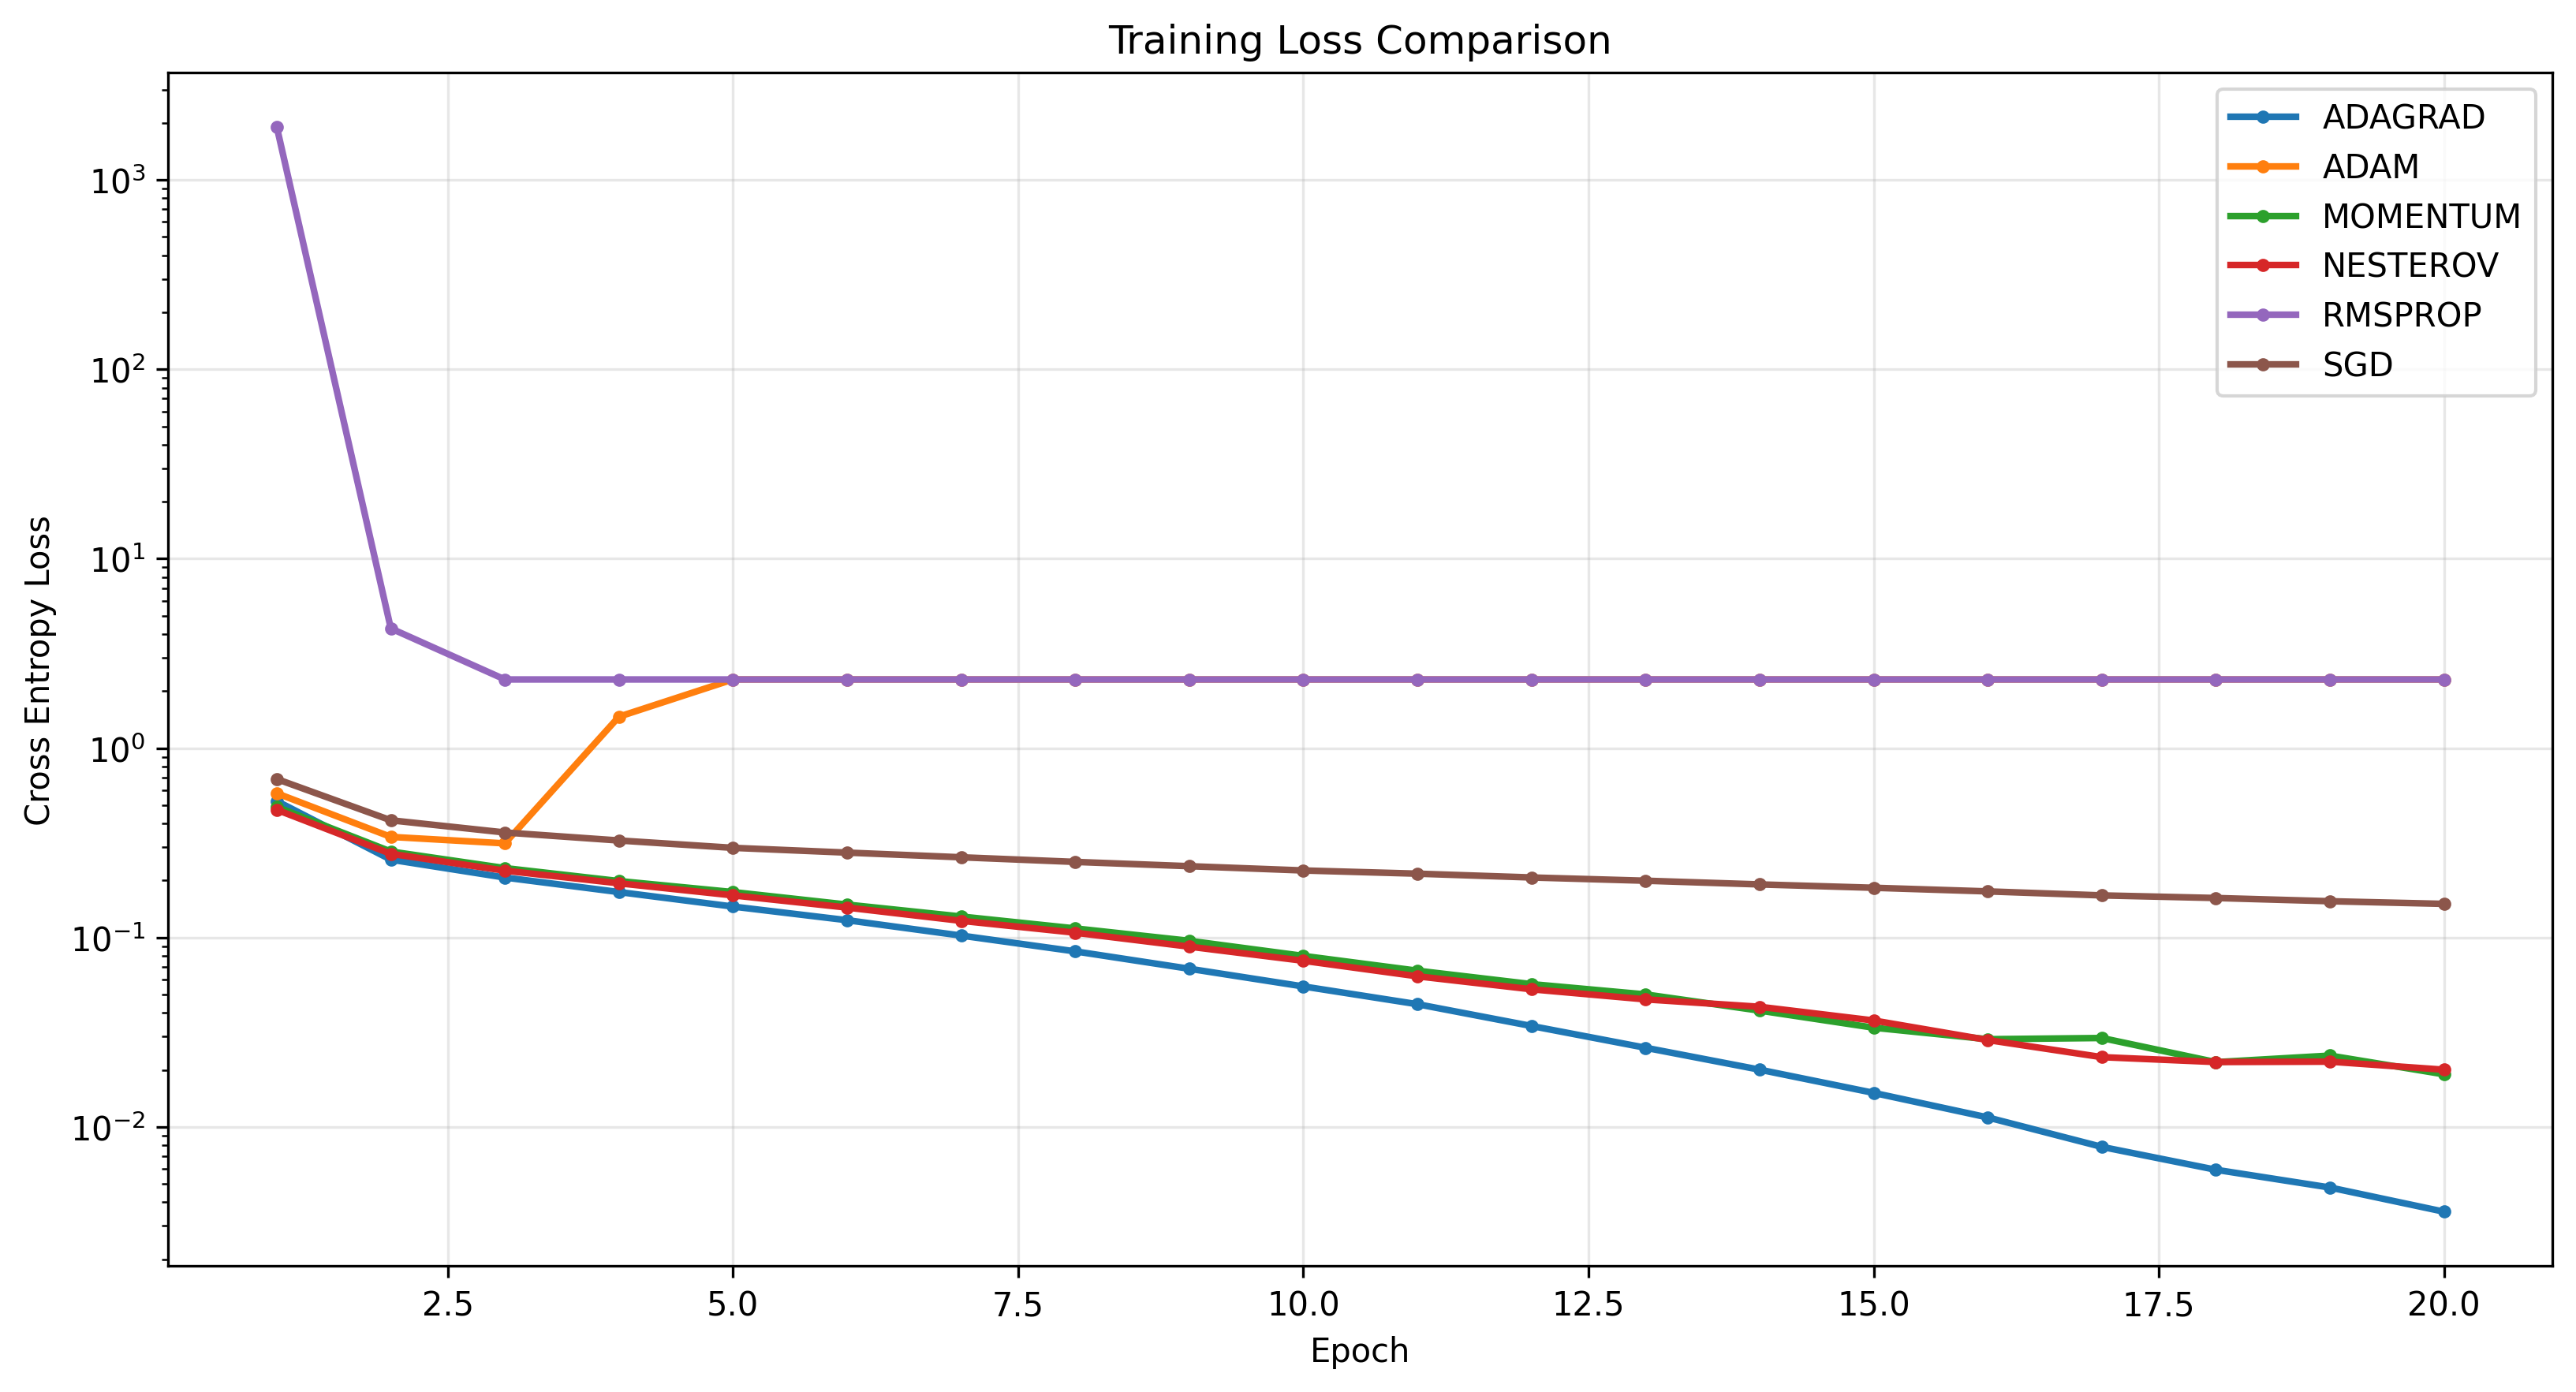 Training Loss Comparison
ADAGRAD
ADAM
MOMENTUM
NESTEROV
RMSPROP
SGD
Cross Entropy Loss
10³
10²
10¹
10⁰
10⁻¹
10⁻²
2.5 5.0 7.5 10.0 12.5 15.0 17.5 20.0
Epoch